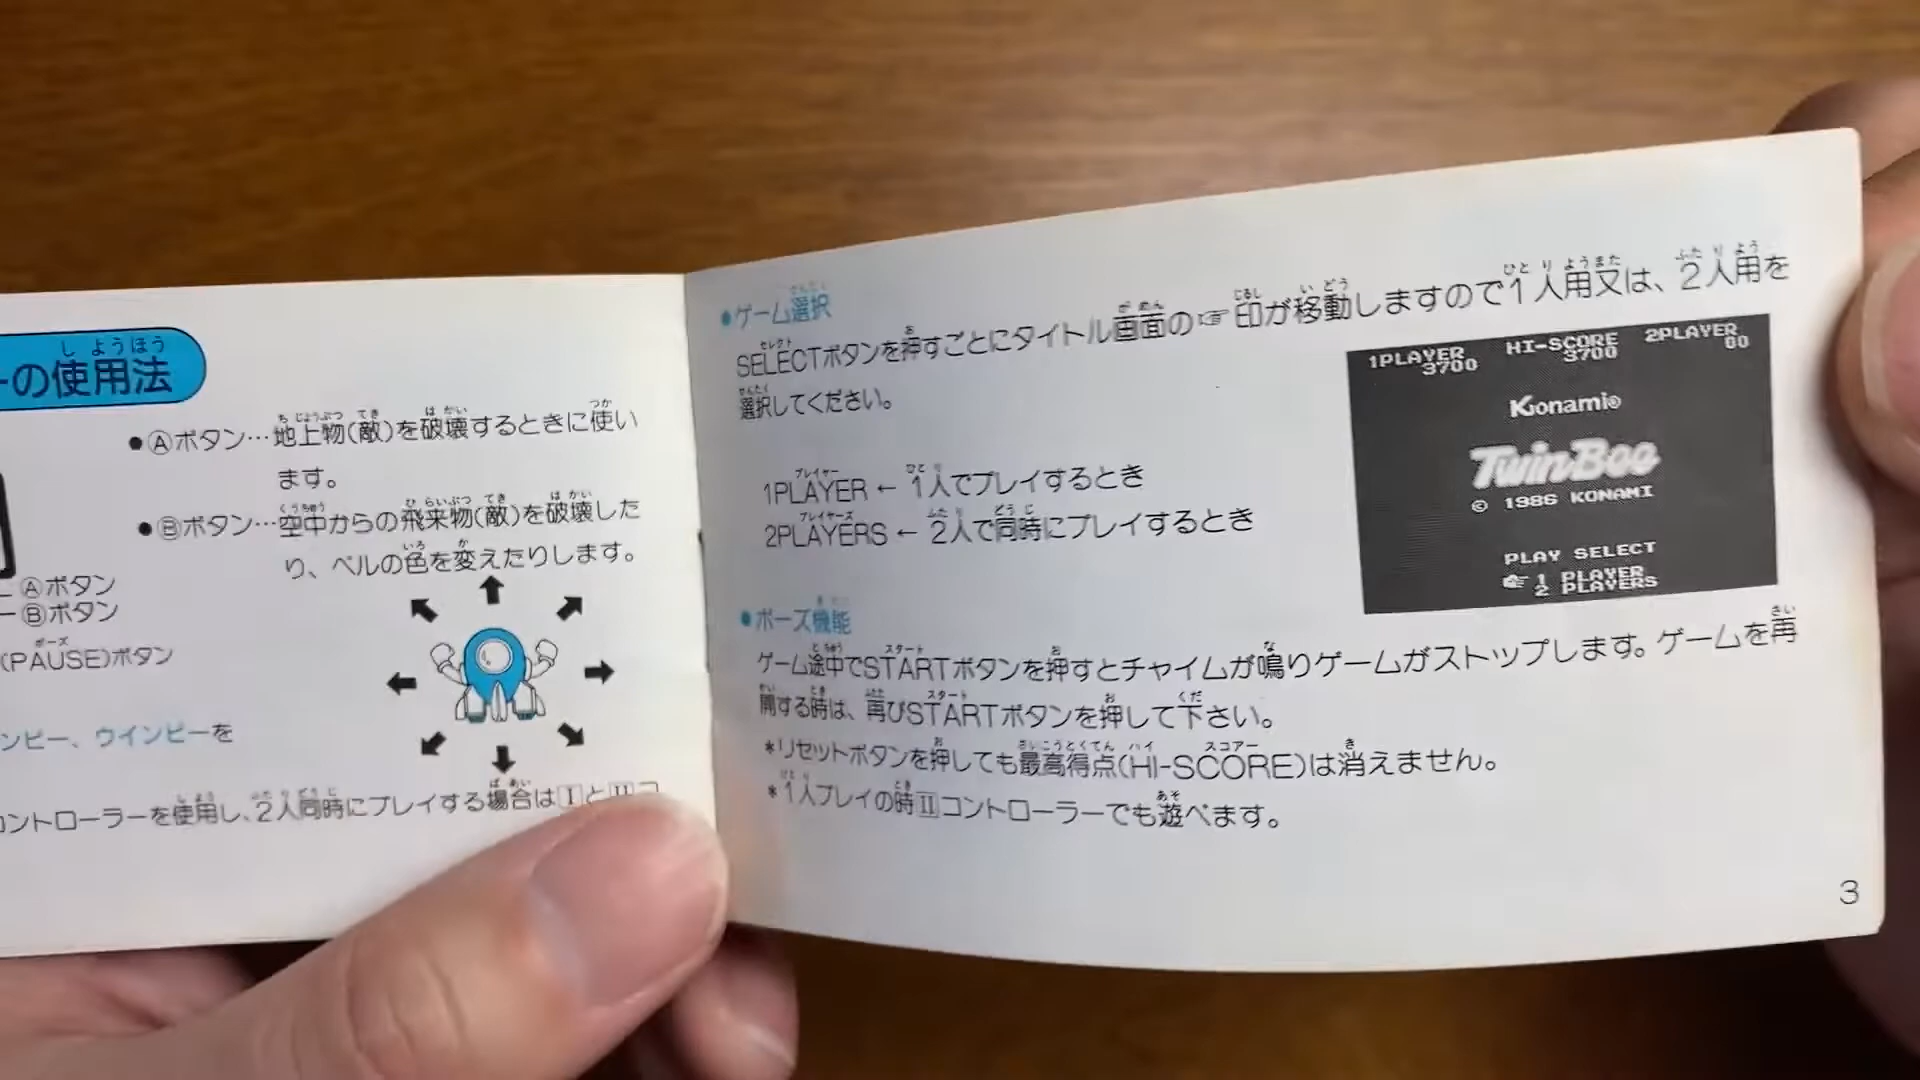 ーの使用法
しようほう
●Ⓐボタン…地上物(敵)を破壊するときに使い
ます。
●Ⓑボタン…空中からの飛来物(敵)を破壊した
り、ベルの色を変えたりします。
Ⓐボタン
Ⓑボタン
(PAUSE)ボタン
ポーズ
ンビー、ウインビーを
コントローラーを使用し、2人同時にプレイする場合はⅠとⅡコ
●ゲーム選択
SELECTボタンを押すごとにタイトル画面の☞印が移動しますので1人用又は、2人用を
選択してください。
1PLAYER ← 1人でプレイするとき
2PLAYERS ← 2人で同時にプレイするとき
1PLAYER HI-SCORE 2PLAYER
3700 3700 00
Konami®
TwinBee
© 1986 KONAMI
PLAY SELECT
☞ 1 PLAYER
2 PLAYERS
●ポーズ機能
ゲーム途中でSTARTボタンを押すとチャイムが鳴りゲームがストップします。ゲームを再
開する時は、再びSTARTボタンを押して下さい。
*リセットボタンを押しても最高得点(HI-SCORE)は消えません。
*1人プレイの時Ⅱコントローラーでも遊べます。
3